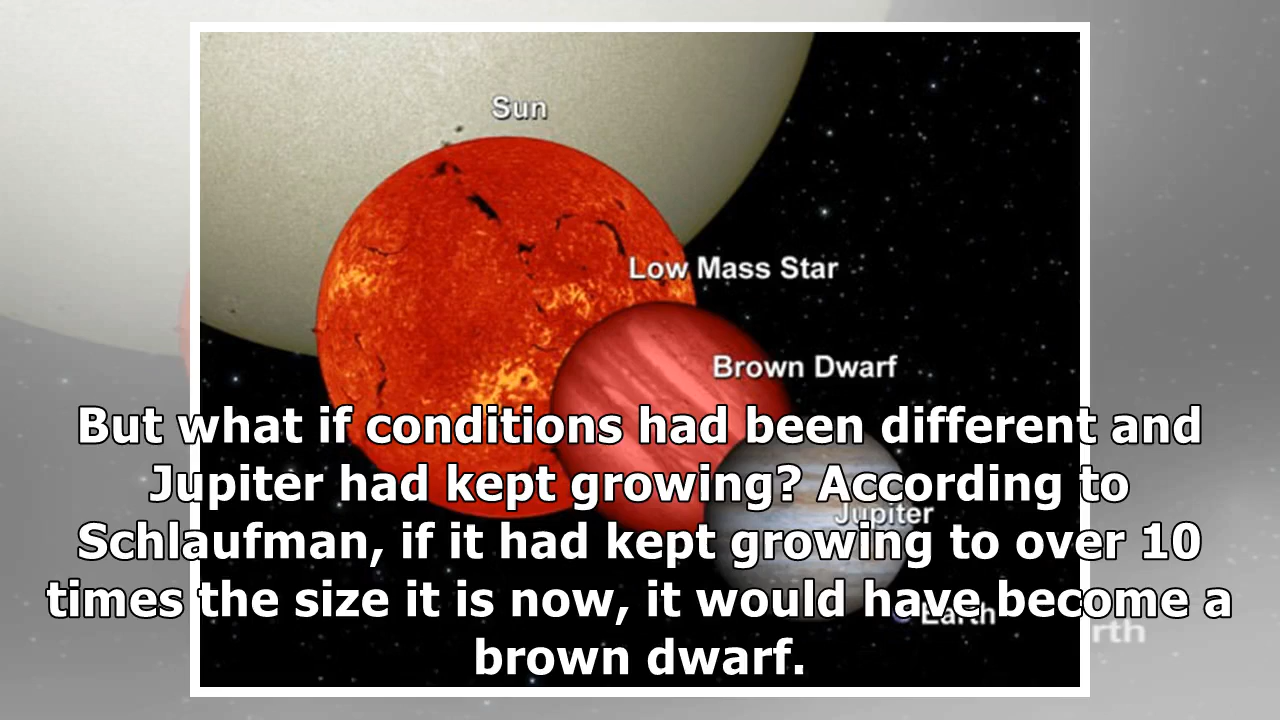 Sun
Low Mass Star
Brown Dwarf
Jupiter
Earth
rth
But what if conditions had been different and
Jupiter had kept growing? According to
Schlaufman, if it had kept growing to over 10
times the size it is now, it would have become a
brown dwarf.